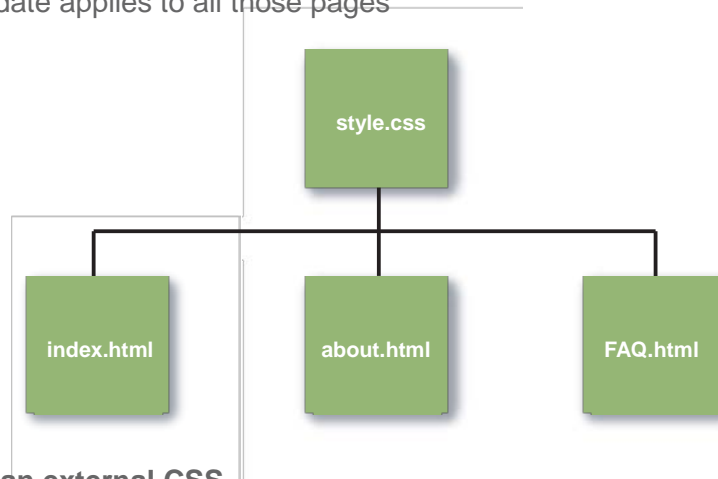 date applies to all those pages
style.css
index.html about.html FAQ.html
an external CSS